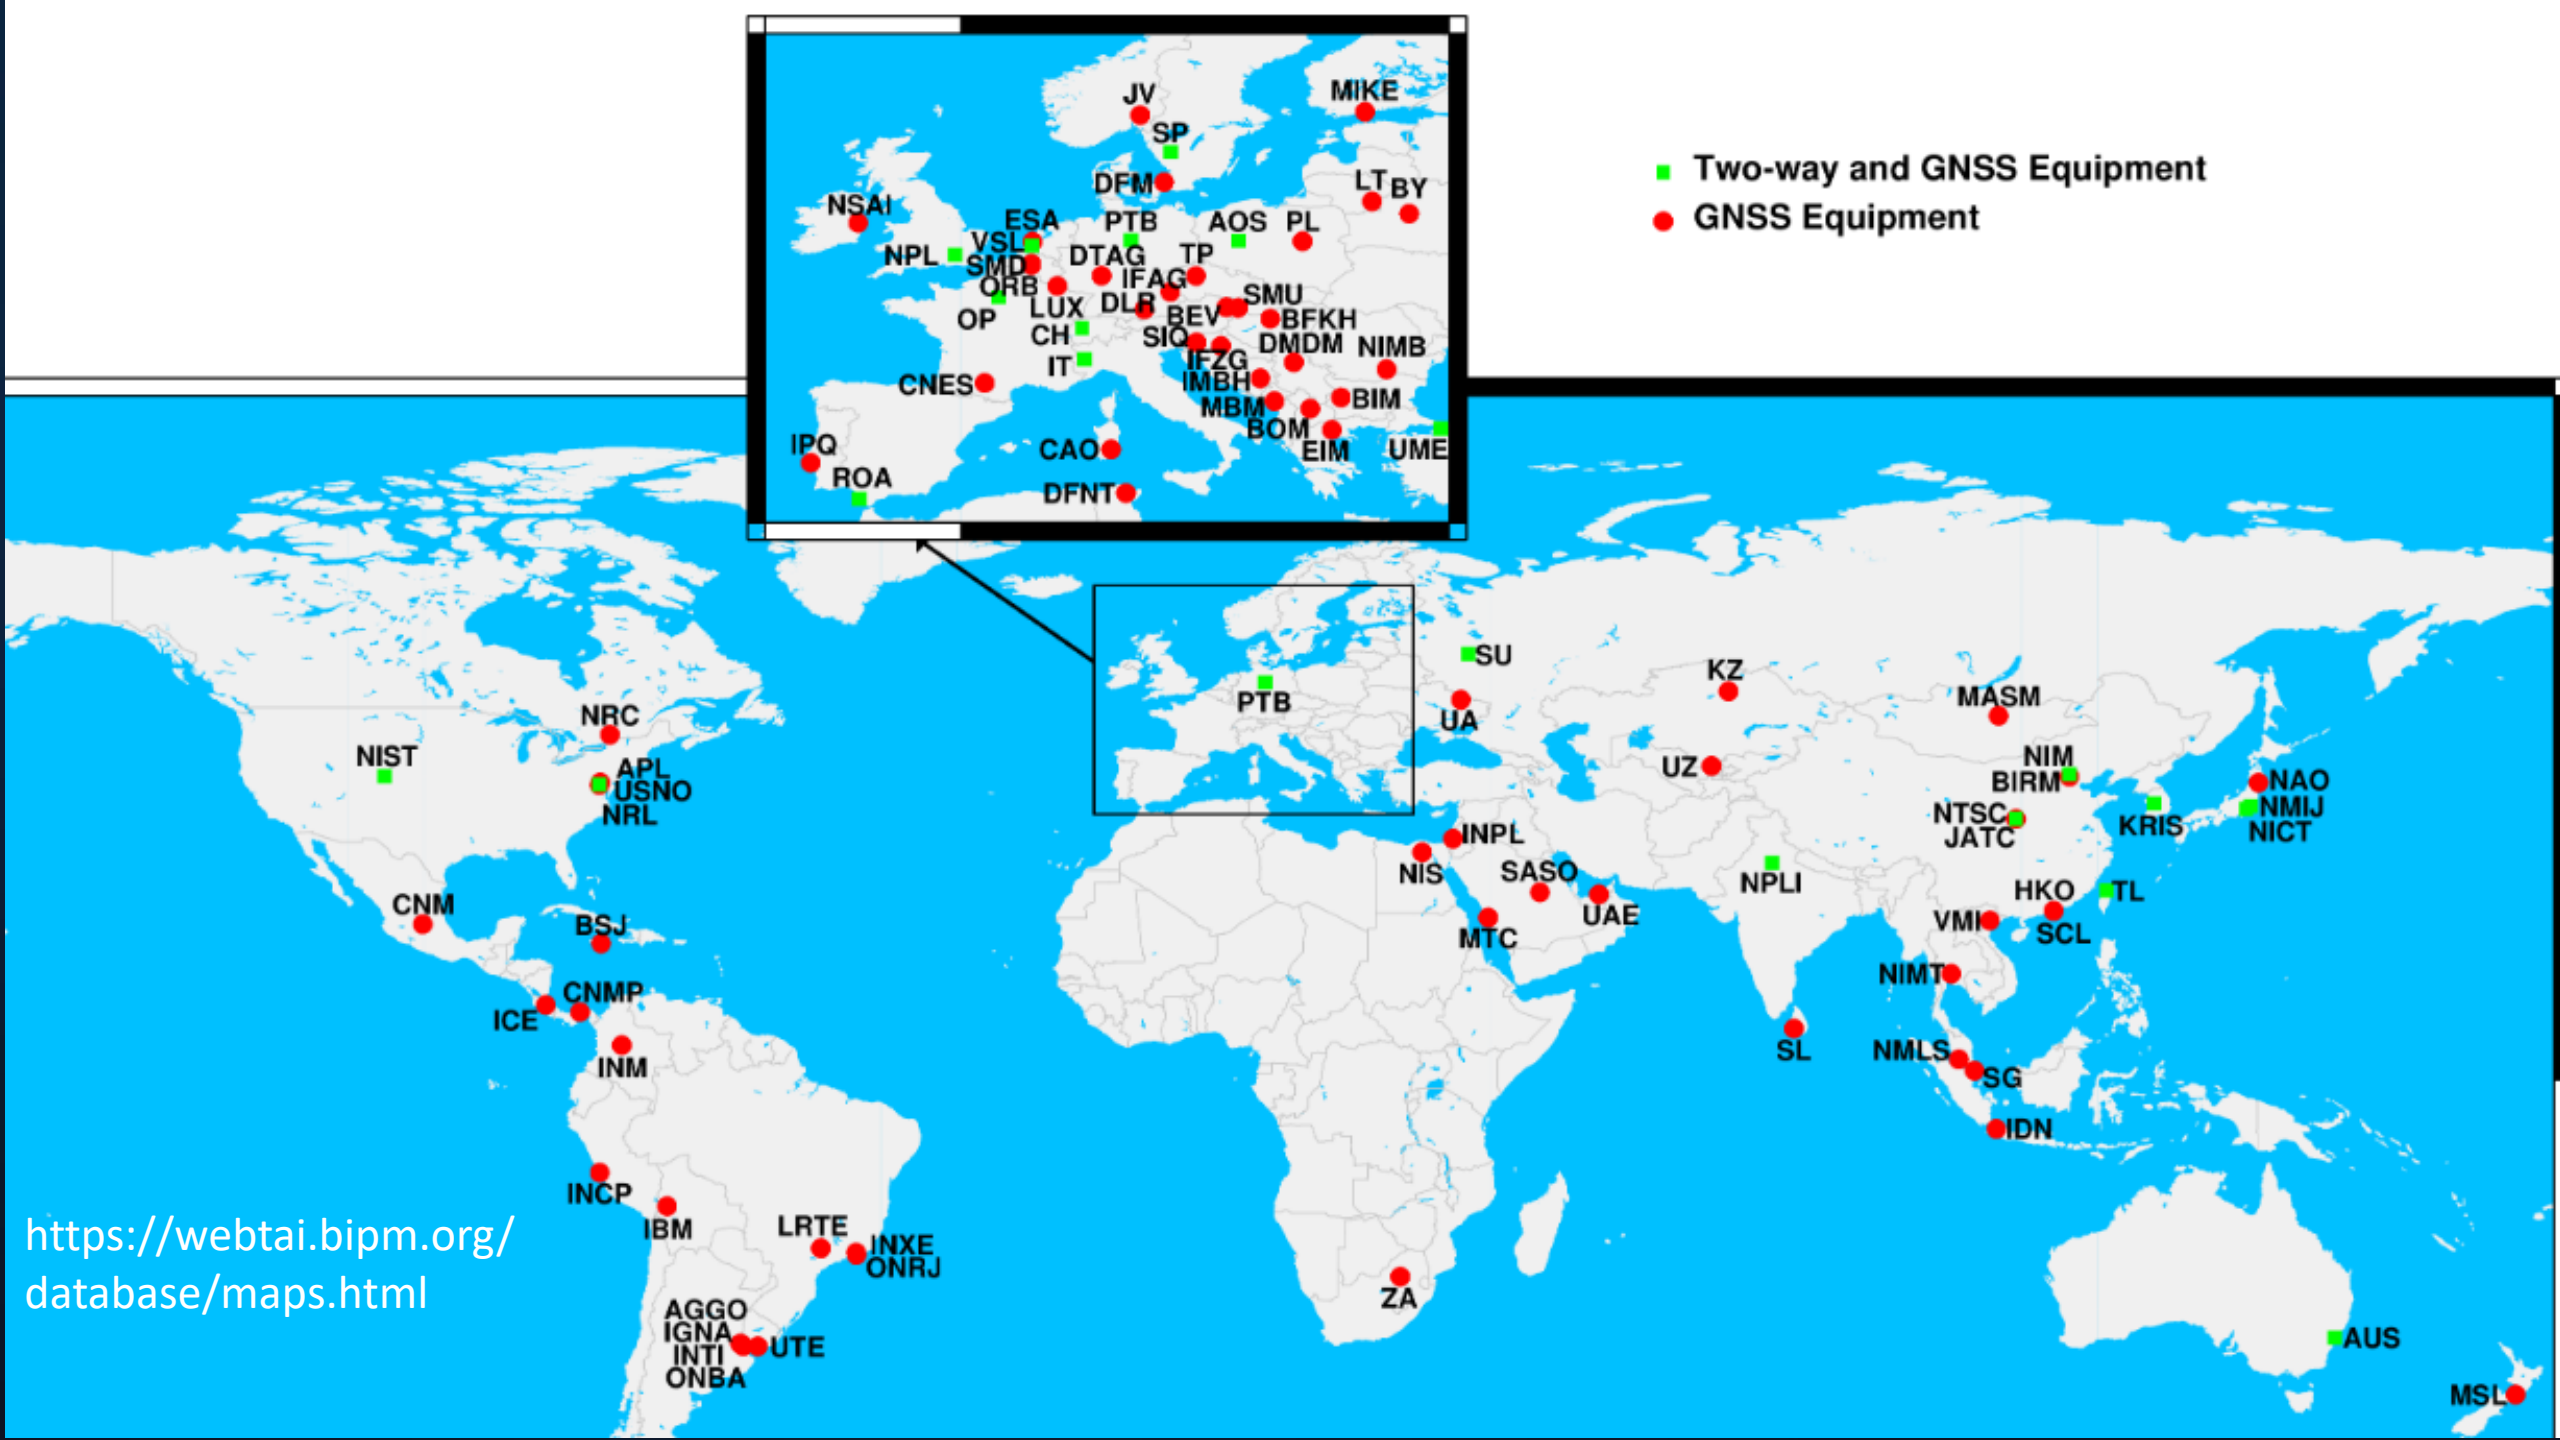 JV
MIKE
SP
DFM
LT
BY
NSAI
ESA
PTB
AOS
PL
VSL
NPL
SMD
DTAG
TP
ORB
IFAG
LUX
DLR
SMU
OP
BEV
BFKH
CH
SIQ
DMDM
NIMB
IT
IFZG
CNES
IMBH
MBM
BIM
BOM
IPQ
CAO
EIM
UME
ROA
DFNT
Two-way and GNSS Equipment
GNSS Equipment
SU
KZ
PTB
MASM
NRC
UA
NIST
NIM
UZ
APL
BIRM
NAO
USNO
NTSC
NMIJ
NRL
INPL
JATC
KRIS
NICT
NIS
SASO
NPLI
HKO
TL
CNM
UAE
BSJ
VMI
MTC
SCL
NIMT
CNMP
ICE
SL
NMLS
INM
SG
IDN
INCP
IBM
LRTE
INXE
ONRJ
ZA
AGGO
IGNA
INTI
UTE
ONBA
AUS
MSL
https://webtai.bipm.org/
database/maps.html